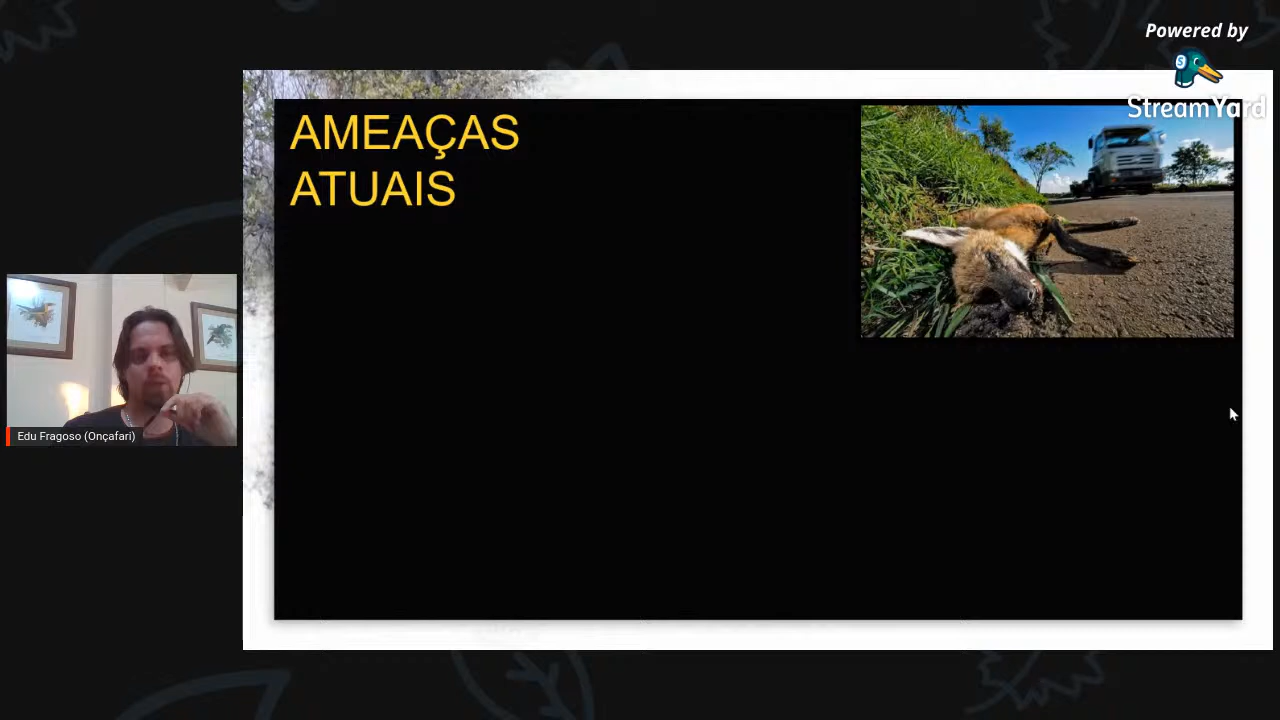 Powered by
StreamYard
AMEAÇAS
ATUAIS
Edu Fragoso (Onçafari)